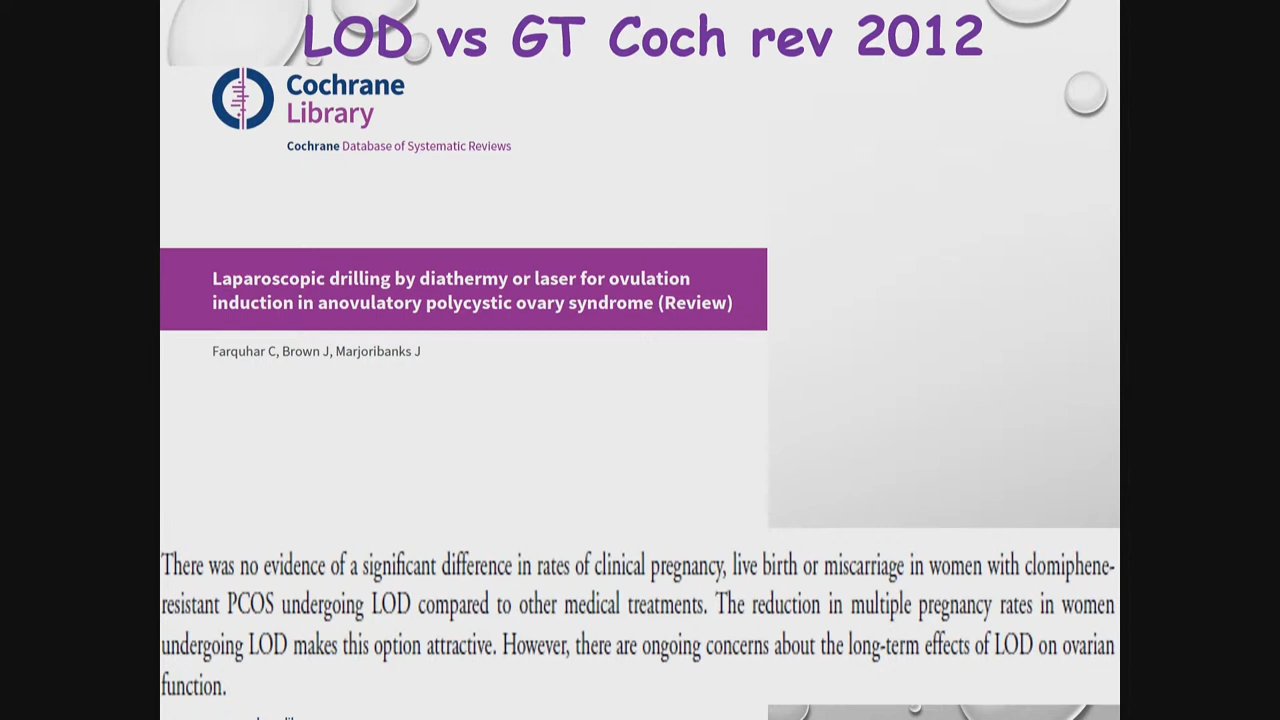 LOD vs GT Coch rev 2012
Cochrane
Library
Cochrane Database of Systematic Reviews
Laparoscopic drilling by diathermy or laser for ovulation
induction in anovulatory polycystic ovary syndrome (Review)
Farquhar C, Brown J, Marjoribanks J
There was no evidence of a significant difference in rates of clinical pregnancy, live birth or miscarriage in women with clomiphene-
resistant PCOS undergoing LOD compared to other medical treatments. The reduction in multiple pregnancy rates in women
undergoing LOD makes this option attractive. However, there are ongoing concerns about the long-term effects of LOD on ovarian
function.